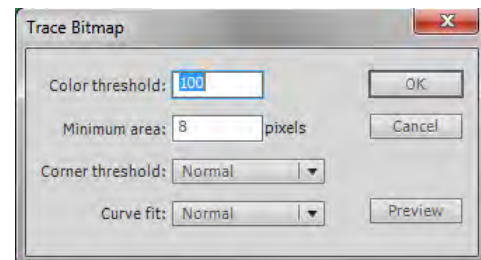 Trace Bitmap
Color threshold: 100 OK
Minimum area: 8 pixels Cancel
Corner threshold: Normal
Curve fit: Normal Preview